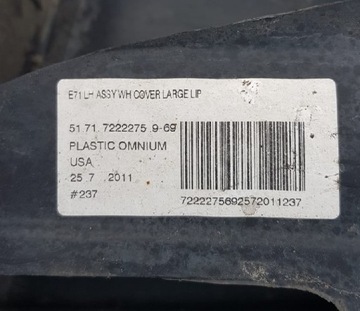 E71 LH ASSY WH COVER LARGE LIP
51 71 7222275 .9-69
PLASTIC OMNIUM
USA
25 7 . 2011
#237
7222275692572011237